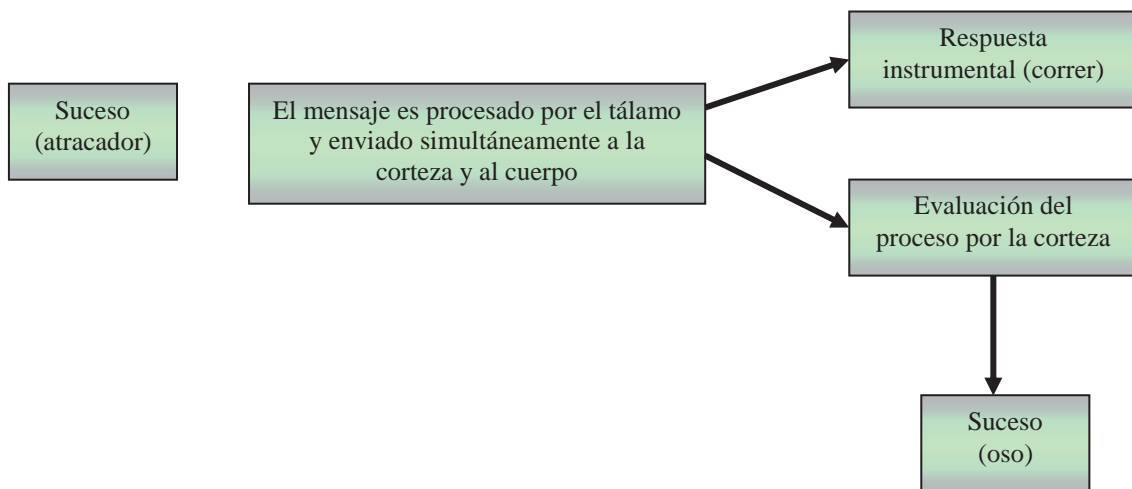 Suceso
(atracador)
El mensaje es procesado por el tálamo
y enviado simultáneamente a la
corteza y al cuerpo
Respuesta
instrumental (correr)
Evaluación del
proceso por la corteza
Suceso
(oso)